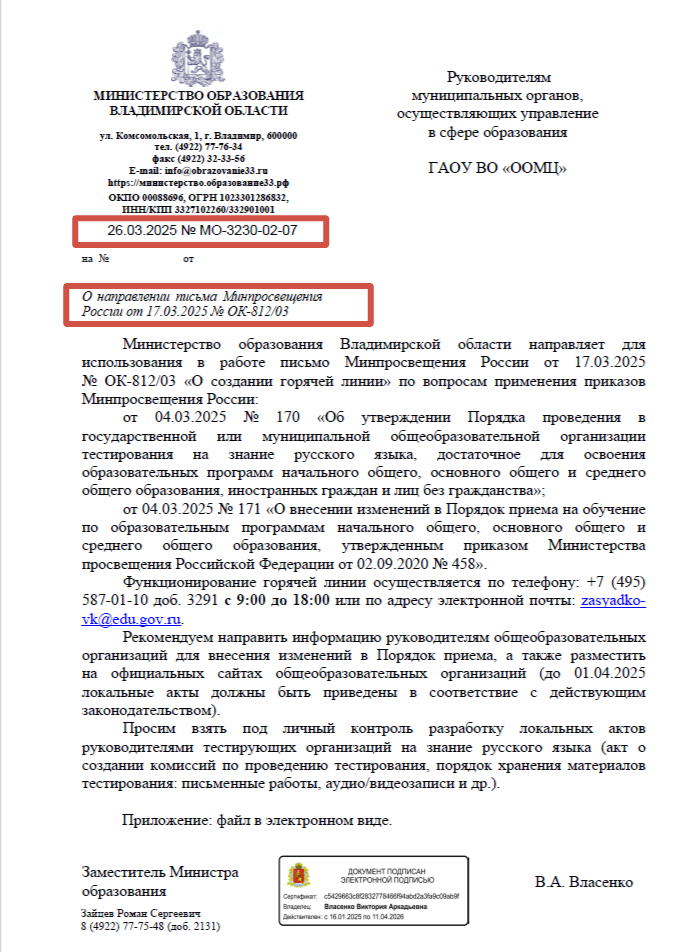 МИНИСТЕРСТВО ОБРАЗОВАНИЯ
ВЛАДИМИРСКОЙ ОБЛАСТИ
ул. Комсомольская, 1, г. Владимир, 600000
тел. (4922) 77-76-34
факс (4922) 32-33-56
E-mail: info@obrazovanie33.ru
https://министерство.образование33.рф
ОКПО 00088696, ОГРН 1023301286832,
ИНН/КПП 3327102260/332901001
26.03.2025 № МО-3230-02-07
на № от
Руководителям
муниципальных органов,
осуществляющих управление
в сфере образования
ГАОУ ВО «ООМЦ»
О направлении письма Минпросвещения
России от 17.03.2025 № ОК-812/03
Министерство образования Владимирской области направляет для
использования в работе письмо Минпросвещения России от 17.03.2025
№ ОК-812/03 «О создании горячей линии» по вопросам применения приказов
Минпросвещения России:
от 04.03.2025 № 170 «Об утверждении Порядка проведения в
государственной или муниципальной общеобразовательной организации
тестирования на знание русского языка, достаточное для освоения
образовательных программ начального общего, основного общего и среднего
общего образования, иностранных граждан и лиц без гражданства»;
от 04.03.2025 № 171 «О внесении изменений в Порядок приема на обучение
по образовательным программам начального общего, основного общего и
среднего общего образования, утвержденным приказом Министерства
просвещения Российской Федерации от 02.09.2020 № 458».
Функционирование горячей линии осуществляется по телефону: +7 (495)
587-01-10 доб. 3291 с 9:00 до 18:00 или по адресу электронной почты: zasyadko-
vk@edu.gov.ru.
Рекомендуем направить информацию руководителям общеобразовательных
организаций для внесения изменений в Порядок приема, а также разместить
на официальных сайтах общеобразовательных организаций (до 01.04.2025
локальные акты должны быть приведены в соответствие с действующим
законодательством).
Просим взять под личный контроль разработку локальных актов
руководителями тестирующих организаций на знание русского языка (акт о
создании комиссий по проведению тестирования, порядок хранения материалов
тестирования: письменные работы, аудио/видеозаписи и др.).
Приложение: файл в электронном виде.
Заместитель Министра
образования
ДОКУМЕНТ ПОДПИСАН
ЭЛЕКТРОННОЙ ПОДПИСЬЮ
Сертификат: c5429663c8f2832778466f94abd2a3fa9c09ab9f
Владелец: Власенко Виктория Аркадьевна
Действителен: с 16.01.2025 по 11.04.2026
В.А. Власенко
Зайцев Роман Сергеевич
8 (4922) 77-75-48 (доб. 2131)